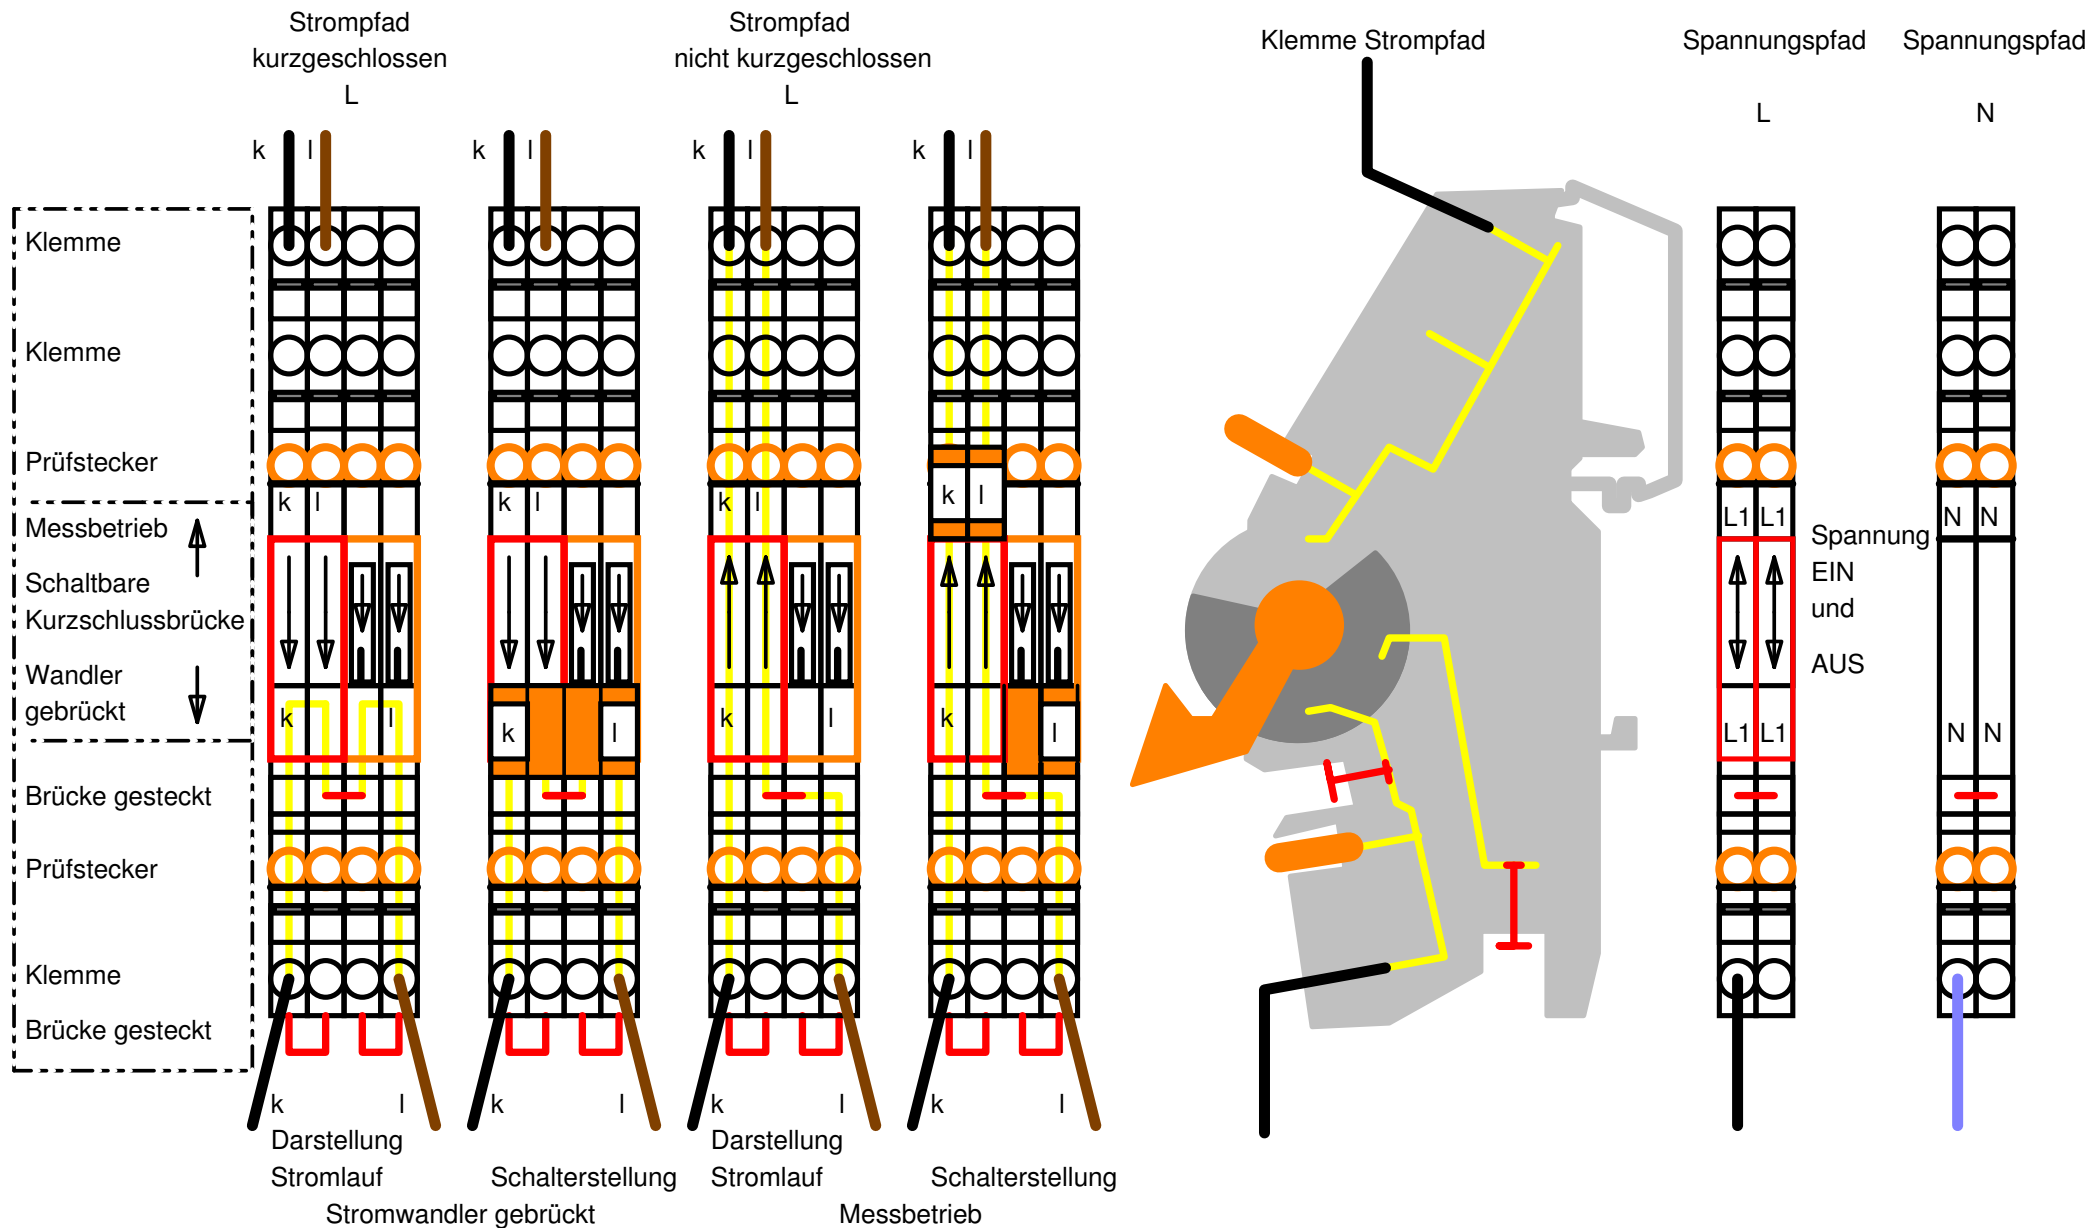 Strompfad
kurzgeschlossen
L
Strompfad
nicht kurzgeschlossen
L
Klemme Strompfad
Spannungspfad
L
Spannungspfad
N
k l
k l
k l
k l
Klemme
Klemme
Prüfstecker
Messbetrieb
Schaltbare
Kurzschlussbrücke
Wandler
gebrückt
Brücke gesteckt
Prüfstecker
Klemme
Brücke gesteckt
k l
k l
k l
k l
k l
k l
k l
k l
L1 L1
L1 L1
Spannung
EIN
und
AUS
N N
N N
k l
k l
k l
k l
Darstellung
Stromlauf
Schalterstellung
Stromwandler gebrückt
Darstellung
Stromlauf
Schalterstellung
Messbetrieb